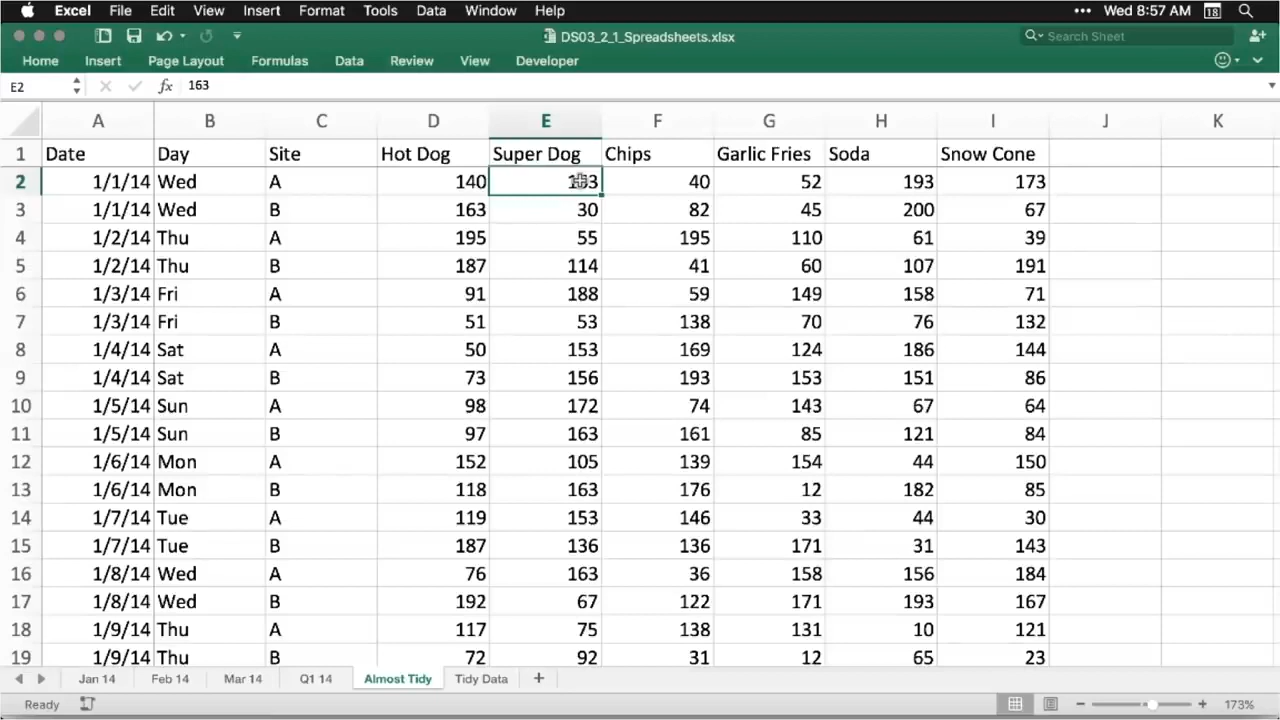 Excel File Edit View Insert Format Tools Data Window Help ••• Wed 8:57 AM 18
DS03_2_1_Spreadsheets.xlsx Search Sheet
Home Insert Page Layout Formulas Data Review View Developer
E2 fx 163
A B C D E F G H I J K
1 Date Day Site Hot Dog Super Dog Chips Garlic Fries Soda Snow Cone
2 1/1/14 Wed A 140 163 40 52 193 173
3 1/1/14 Wed B 163 30 82 45 200 67
4 1/2/14 Thu A 195 55 195 110 61 39
5 1/2/14 Thu B 187 114 41 60 107 191
6 1/3/14 Fri A 91 188 59 149 158 71
7 1/3/14 Fri B 51 53 138 70 76 132
8 1/4/14 Sat A 50 153 169 124 186 144
9 1/4/14 Sat B 73 156 193 153 151 86
10 1/5/14 Sun A 98 172 74 143 67 64
11 1/5/14 Sun B 97 163 161 85 121 84
12 1/6/14 Mon A 152 105 139 154 44 150
13 1/6/14 Mon B 118 163 176 12 182 85
14 1/7/14 Tue A 119 153 146 33 44 30
15 1/7/14 Tue B 187 136 136 171 31 143
16 1/8/14 Wed A 76 163 36 158 156 184
17 1/8/14 Wed B 192 67 122 171 193 167
18 1/9/14 Thu A 117 75 138 131 10 121
19 1/9/14 Thu B 72 92 31 12 65 23
Jan 14 Feb 14 Mar 14 Q1 14 Almost Tidy Tidy Data +
Ready − + 173%